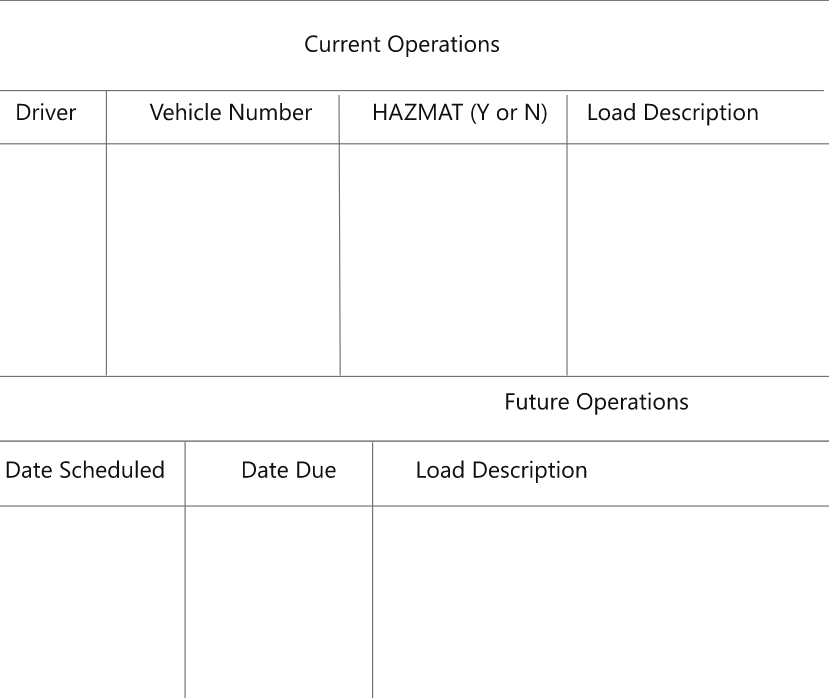 Current Operations
Driver Vehicle Number HAZMAT (Y or N) Load Description
Future Operations
Date Scheduled Date Due Load Description